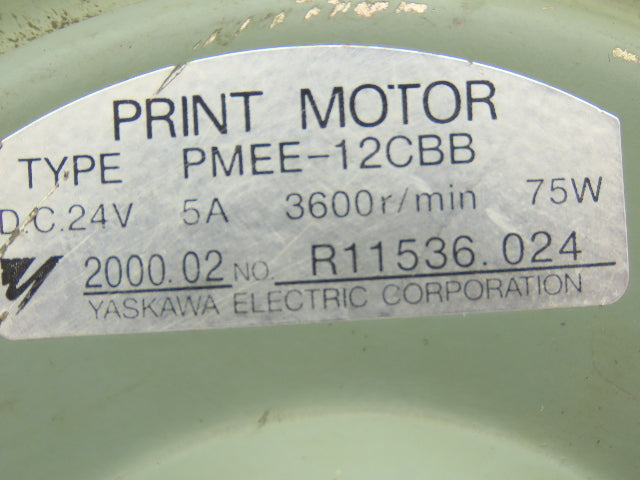 PRINT MOTOR
TYPE PMEE-12CBB
D.C.24V 5A 3600r/min 75W
2000.02 NO. R11536.024
YASKAWA ELECTRIC CORPORATION